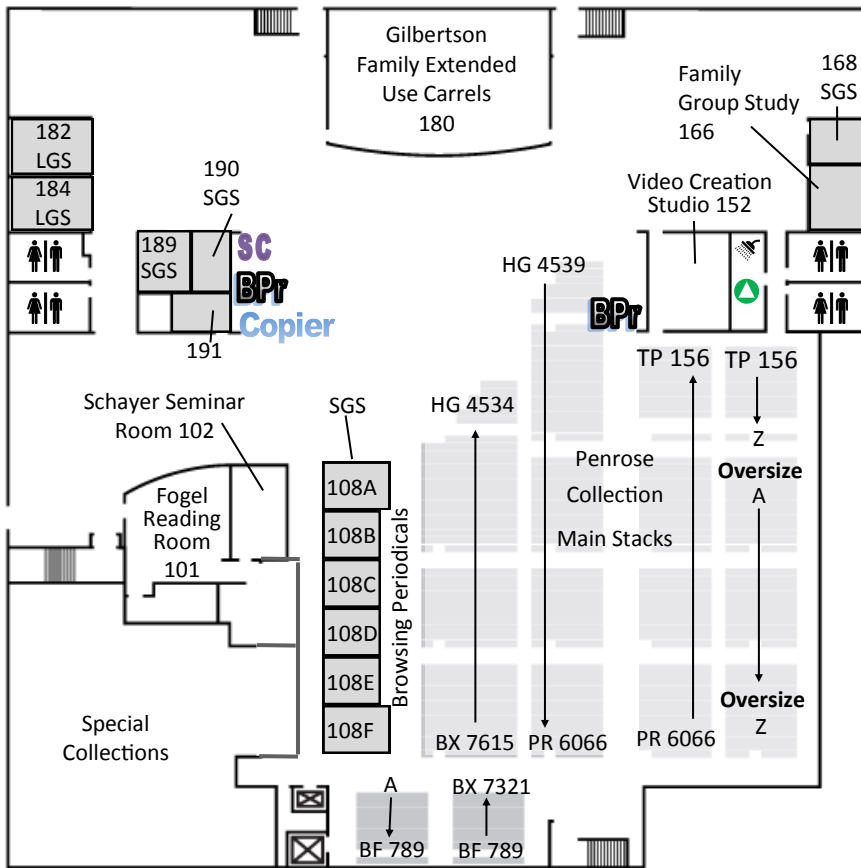 Gilbertson
Family Extended
Use Carrels
180
168
SGS
Family
Group Study
166
182
LGS
184
LGS
190
SGS
Video Creation
Studio 152
189
SGS
SC
BPr
Copier
191
HG 4539
BPr
TP 156
TP 156
Schayer Seminar
Room 102
SGS
HG 4534
Z
Oversize
A
Penrose
Collection
Main Stacks
Fogel
Reading
Room
101
108A
108B
108C
108D
108E
108F
Browsing Periodicals
Special
Collections
Oversize
Z
BX 7615
PR 6066
PR 6066
A
BF 789
BX 7321
BF 789